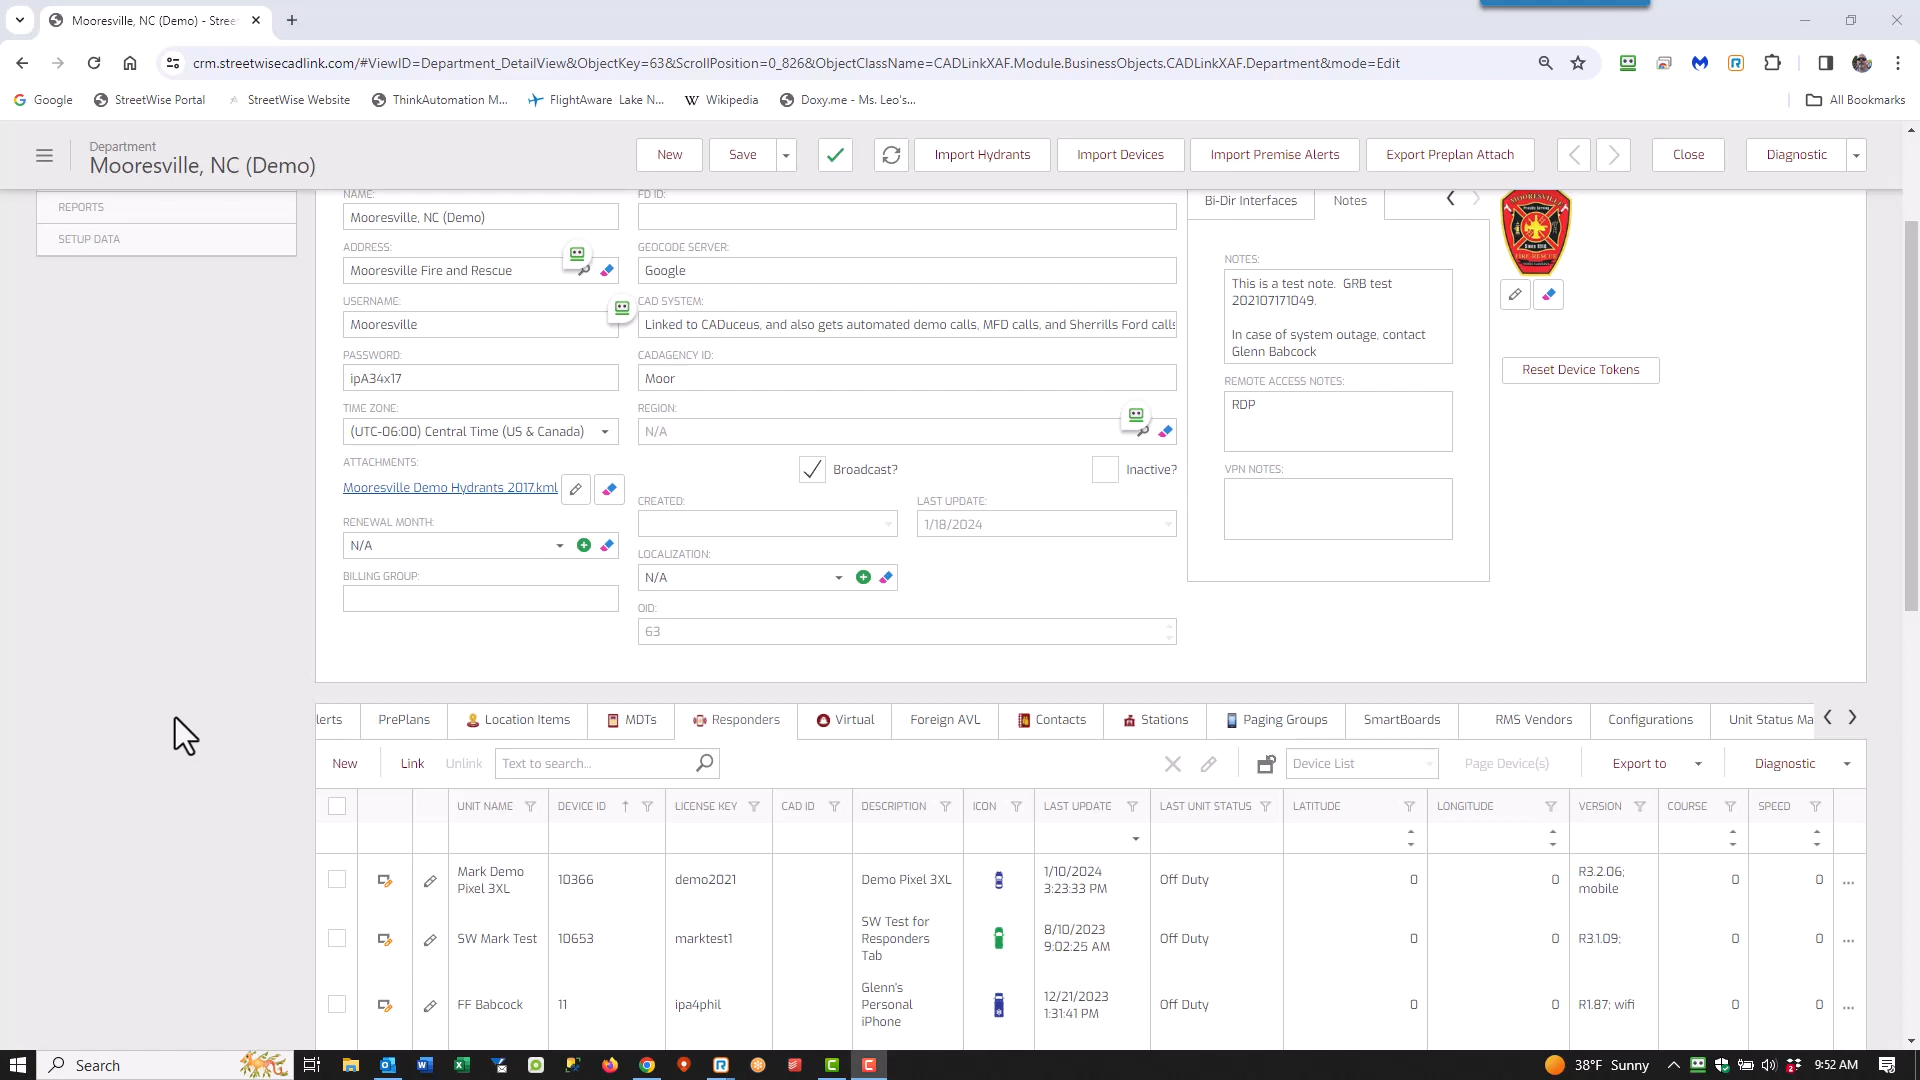 Mooresville, NC (Demo) - Stree
crm.streetwisecadlink.com/#ViewID=Department_DetailView&ObjectKey=63&ScrollPosition=0_826&ObjectClassName=CADLinkXAF.Module.BusinessObjects.CADLinkXAF.Department&mode=Edit
Google StreetWise Portal StreetWise Website ThinkAutomation M... FlightAware Lake N... Wikipedia Doxy.me - Ms. Leo's... All Bookmarks
Department
Mooresville, NC (Demo)
New Save Import Hydrants Import Devices Import Premise Alerts Export Preplan Attach Close Diagnostic
REPORTS
SETUP DATA
NAME:
Mooresville, NC (Demo)
ADDRESS:
Mooresville Fire and Rescue
USERNAME:
Mooresville
PASSWORD:
ipA34x17
TIME ZONE:
(UTC-06:00) Central Time (US & Canada)
ATTACHMENTS:
Mooresville Demo Hydrants 2017.kml
RENEWAL MONTH:
N/A
BILLING GROUP:
FD ID:
GEOCODE SERVER:
Google
CAD SYSTEM:
Linked to CADuceus, and also gets automated demo calls, MFD calls, and Sherrills Ford calls
CADAGENCY ID:
Moor
REGION:
N/A
Broadcast? Inactive?
CREATED: LAST UPDATE:
1/18/2024
LOCALIZATION:
N/A
OID:
63
Bi-Dir Interfaces Notes
NOTES:
This is a test note. GRB test
202107171049.
In case of system outage, contact
Glenn Babcock
REMOTE ACCESS NOTES:
RDP
VPN NOTES:
MOORESVILLE
FIRE-RESCUE
Reset Device Tokens
lerts PrePlans Location Items MDTs Responders Virtual Foreign AVL Contacts Stations Paging Groups SmartBoards RMS Vendors Configurations Unit Status Ma
New Link Unlink Text to search... Device List Page Device(s) Export to Diagnostic
UNIT NAME DEVICE ID LICENSE KEY CAD ID DESCRIPTION ICON LAST UPDATE LAST UNIT STATUS LATITUDE LONGITUDE VERSION COURSE SPEED
Mark Demo
Pixel 3XL
10366 demo2021 Demo Pixel 3XL
1/10/2024
3:23:33 PM
Off Duty 0 0
R3.2.06;
mobile
0 0 ...
SW Mark Test 10653 marktest1
SW Test for
Responders
Tab
8/10/2023
9:02:25 AM
Off Duty 0 0 R3.1.09; 0 0 ...
FF Babcock 11 ipa4phil
Glenn's
Personal
iPhone
12/21/2023
1:31:41 PM
Off Duty 0 0 R1.87; wifi 0 0 ...
Search 38°F Sunny 9:52 AM